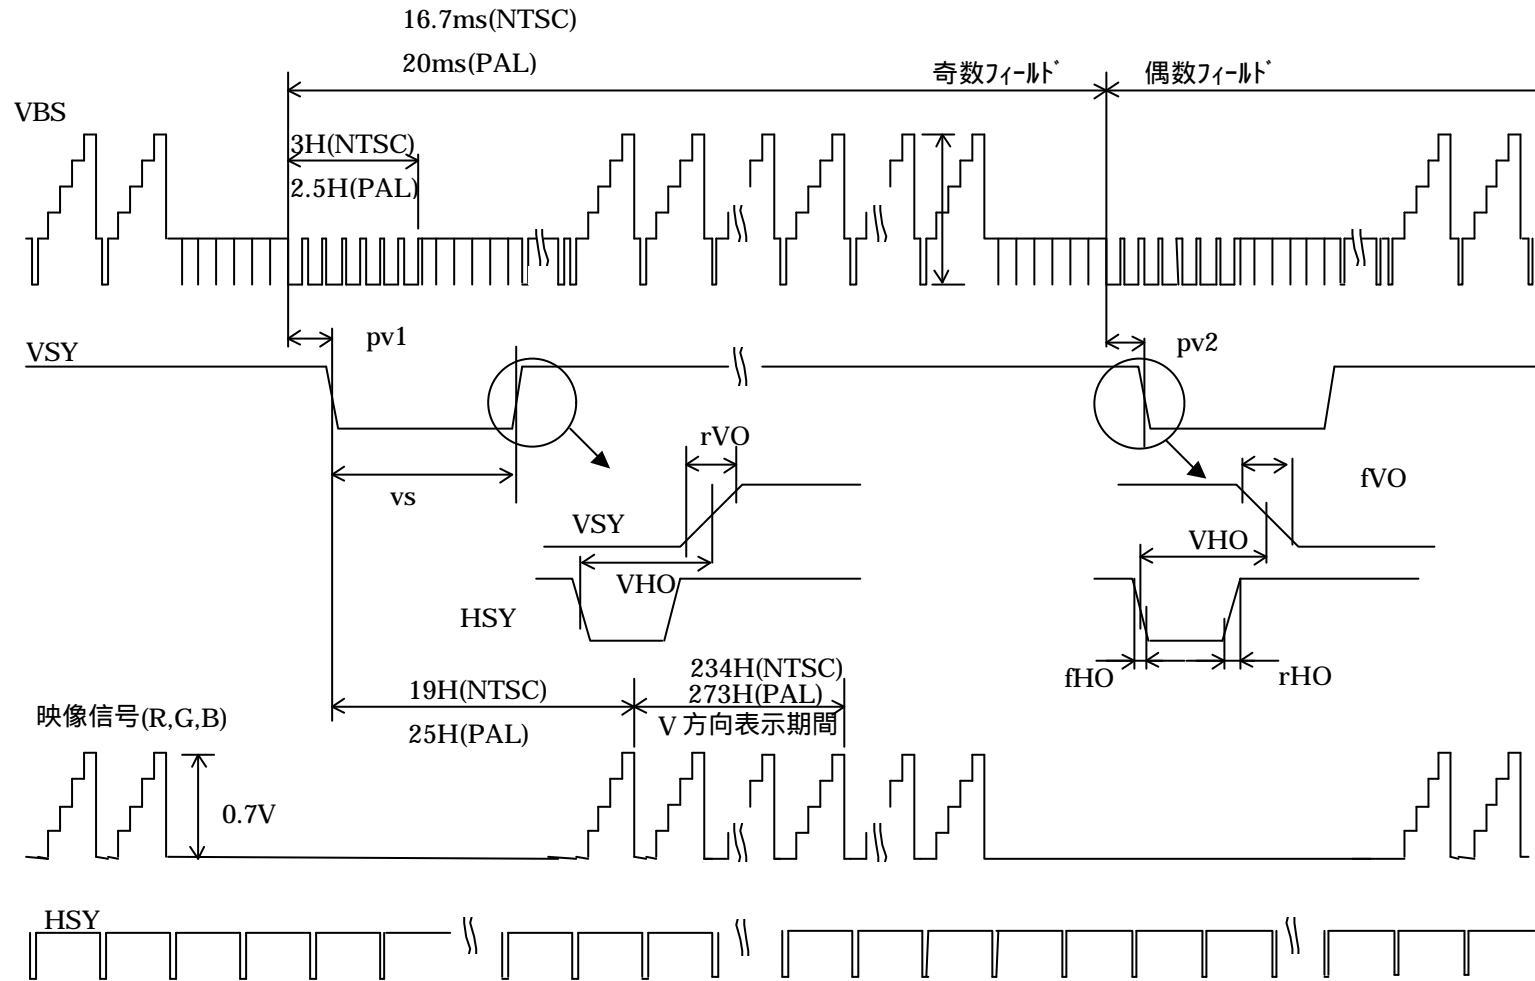 16.7ms(NTSC)
20ms(PAL)
奇数フィールド
偶数フィールド
VBS
3H(NTSC)
2.5H(PAL)
pv1
pv2
VSY
rVO
fVO
vs
VSY
VHO
VHO
HSY
fHO
rHO
234H(NTSC)
19H(NTSC)
273H(PAL)
映像信号(R,G,B)
25H(PAL)
V 方向表示期間
0.7V
HSY